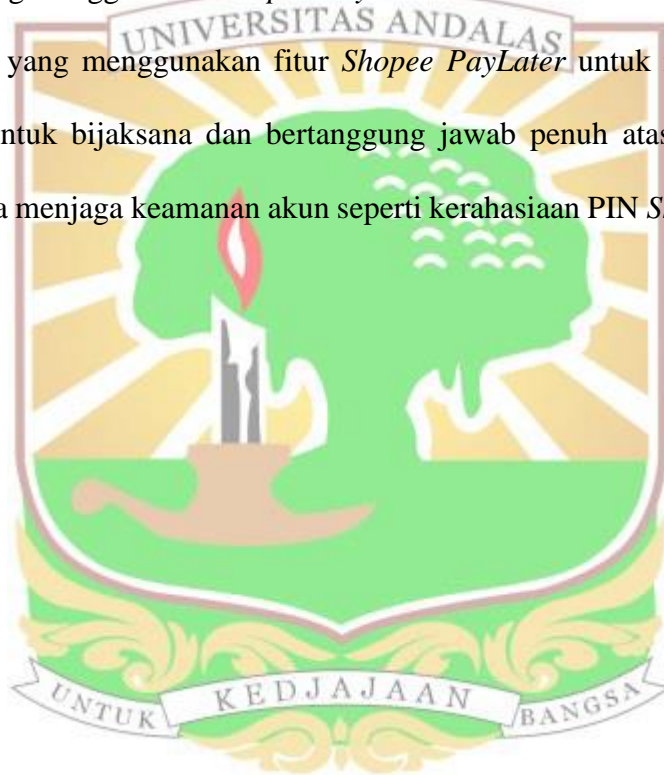 UNIVERSITAS ANDALAS
yang menggunakan fitur Shopee PayLater untuk
ntuk bijaksana dan bertanggung jawab penuh atas
a menjaga keamanan akun seperti kerahasiaan PIN
UNTUK KEDJAJAAN BANGSA